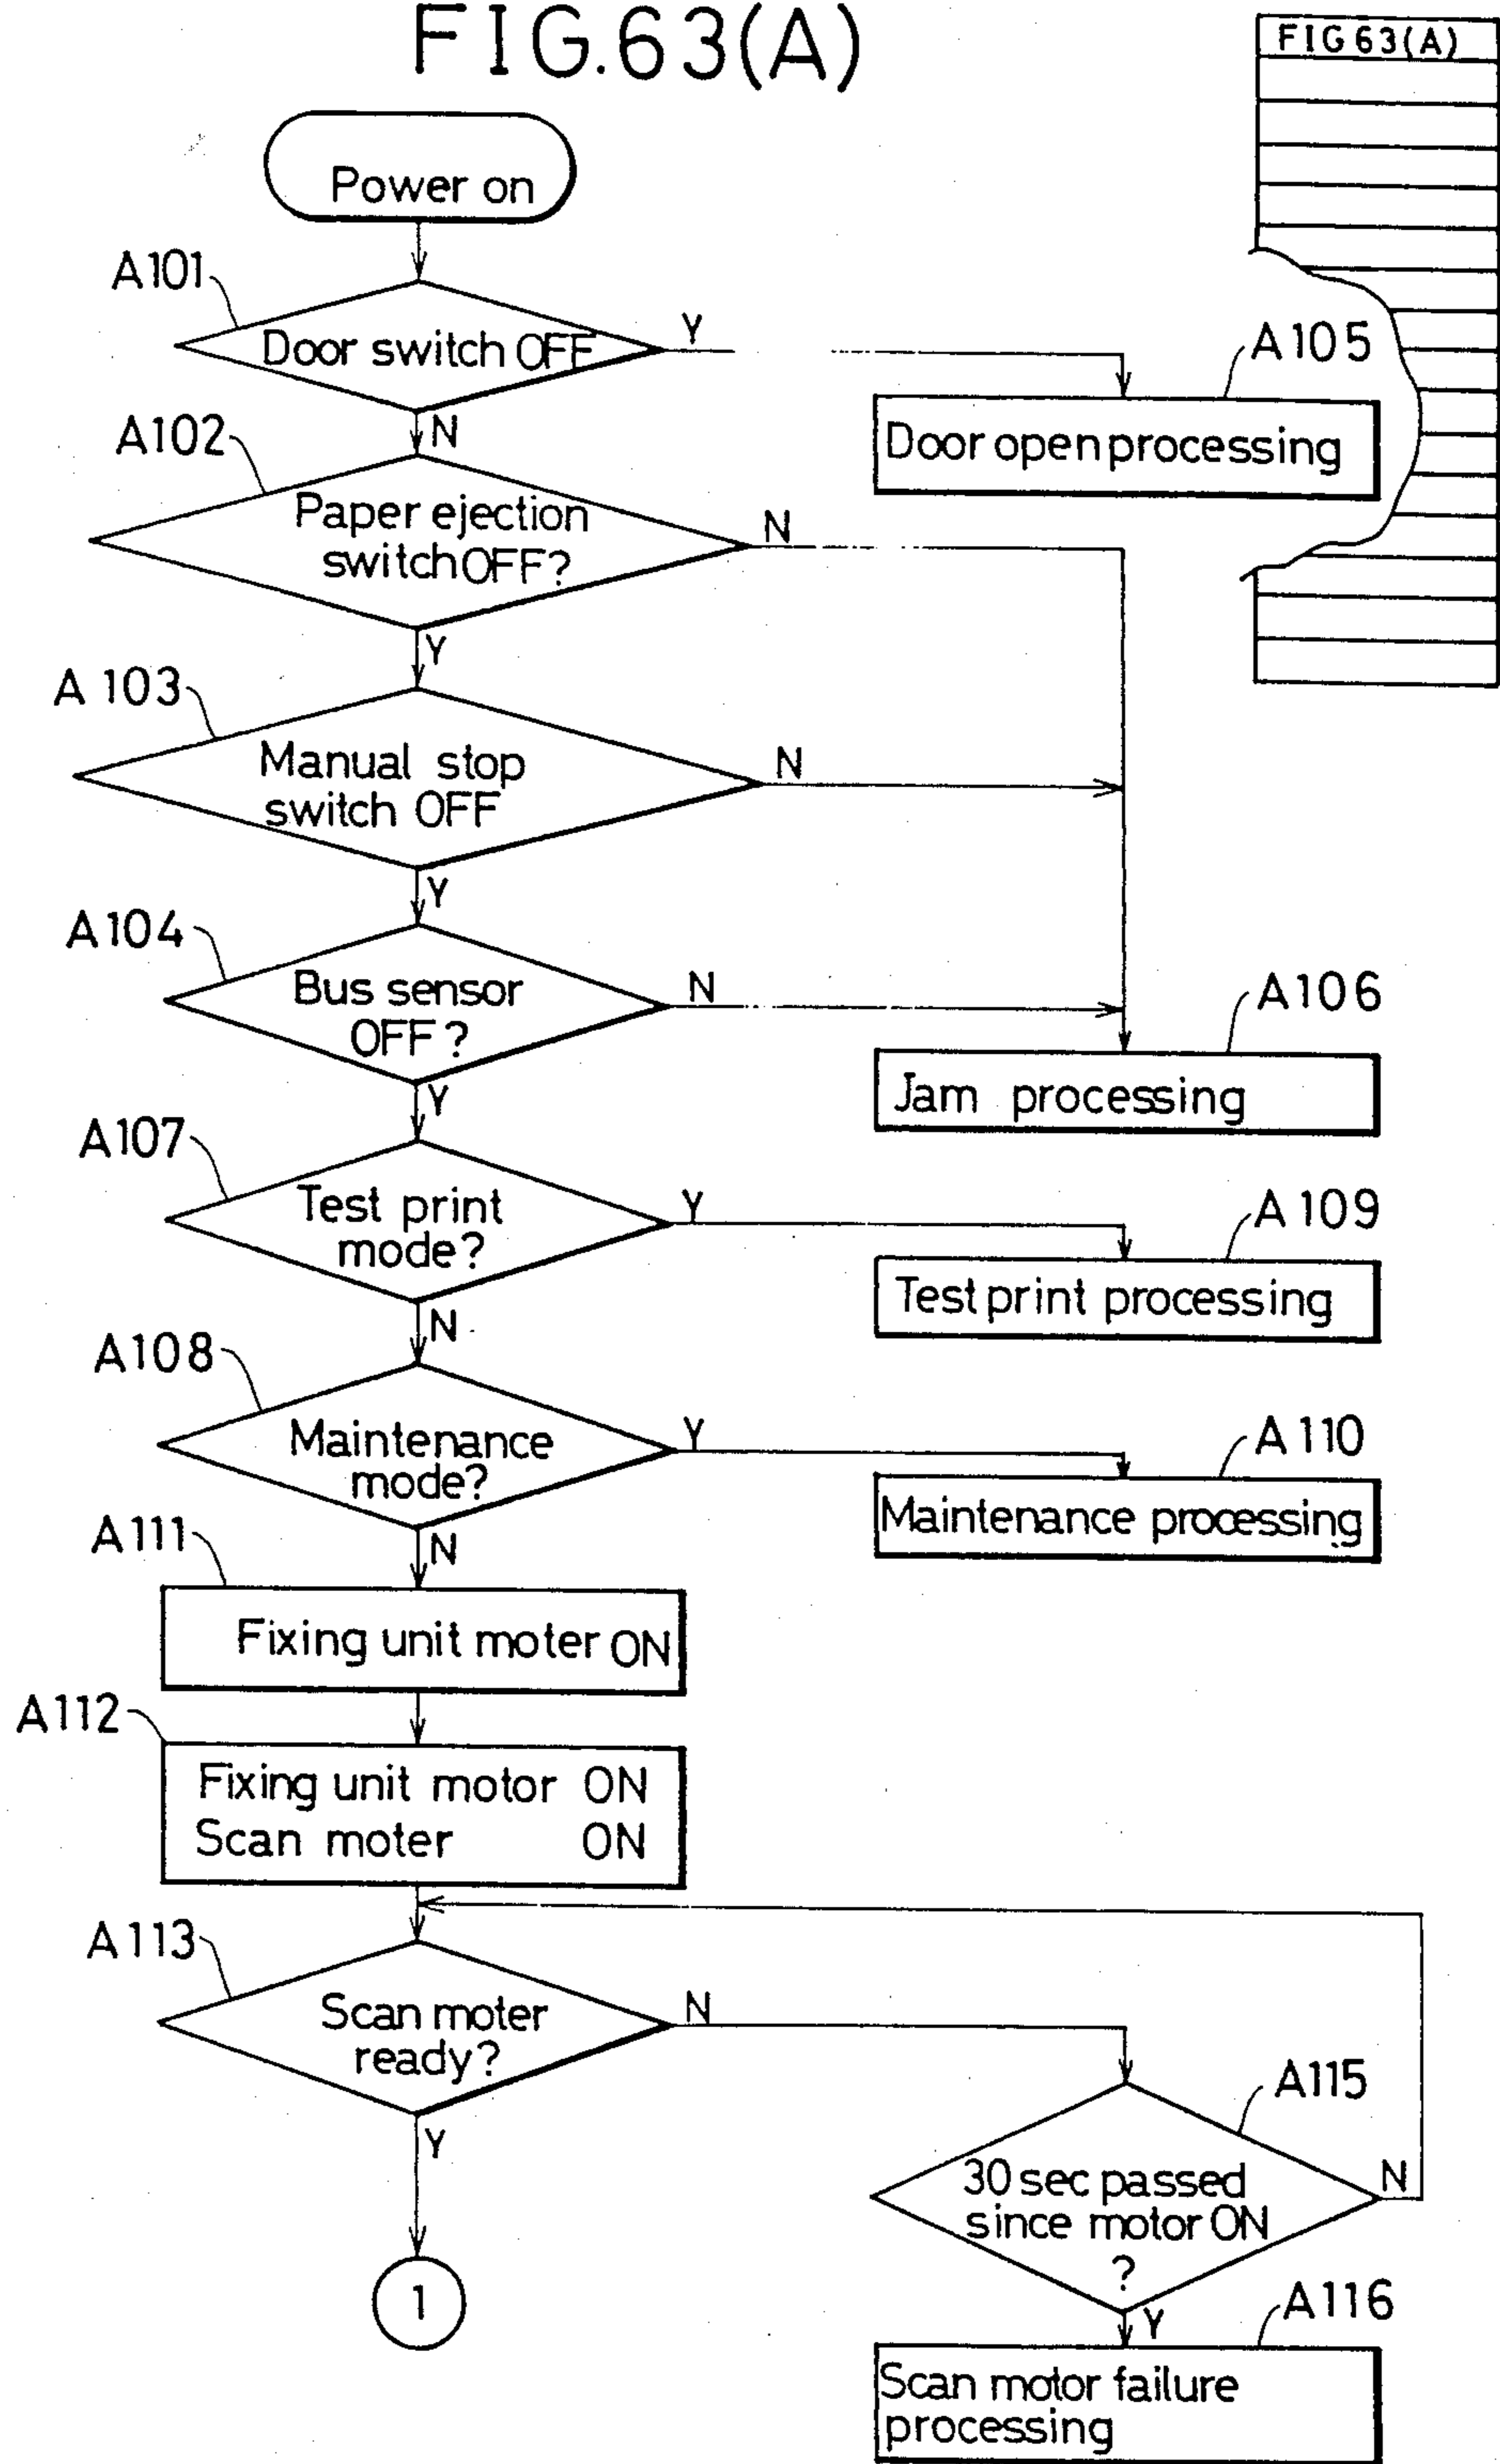 FIG.63(A)
FIG 63(A)
Power on
A101
Door switch OFF
Y
A105
Door open processing
N
A102
Paper ejection
switch OFF?
N
Y
A 103
Manual stop
switch OFF
N
Y
A104
Bus sensor
OFF?
N
A106
Jam processing
Y
A107
Test print
mode?
Y
A109
Test print processing
N
A108
Maintenance
mode?
Y
A110
Maintenance processing
N
A111
Fixing unit moter ON
A112
Fixing unit motor ON
Scan moter ON
A113
Scan moter
ready?
N
Y
A115
30 sec passed
since motor ON
?
N
Y
1
A116
Scan motor failure
processing